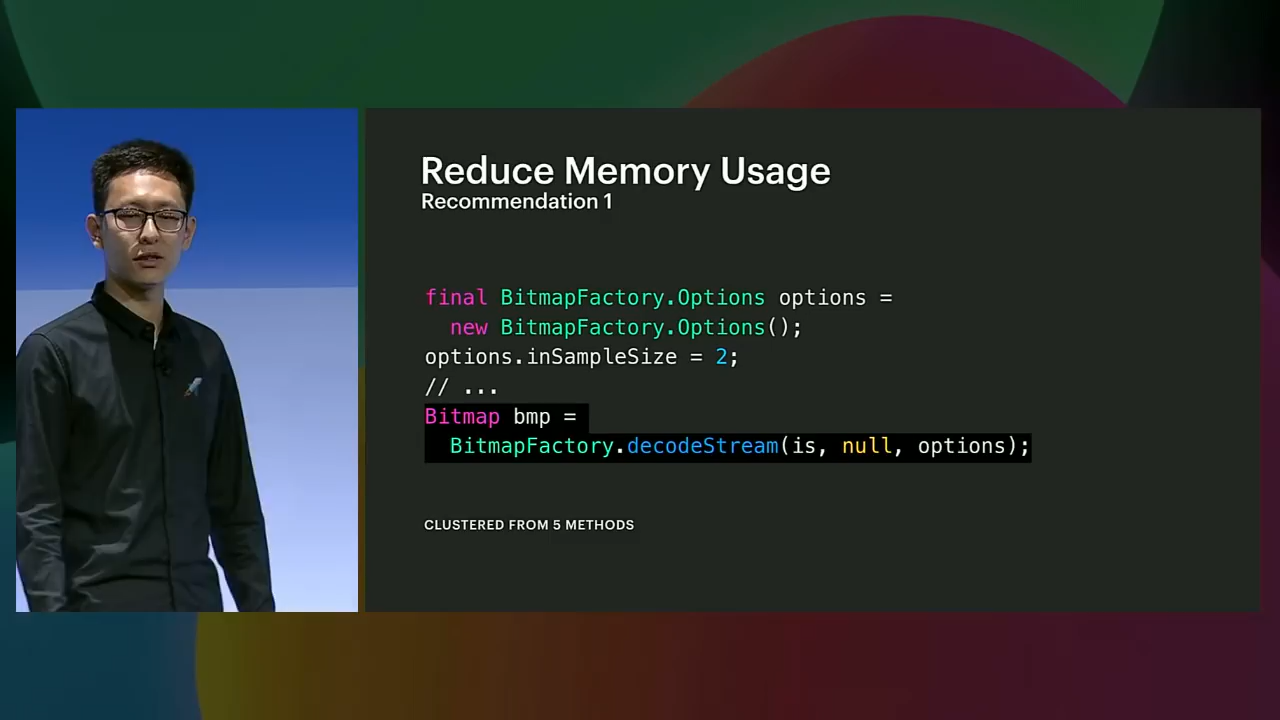 Reduce Memory Usage
Recommendation 1
final BitmapFactory.Options options =
  new BitmapFactory.Options();
options.inSampleSize = 2;
// ...
Bitmap bmp =
  BitmapFactory.decodeStream(is, null, options);
CLUSTERED FROM 5 METHODS